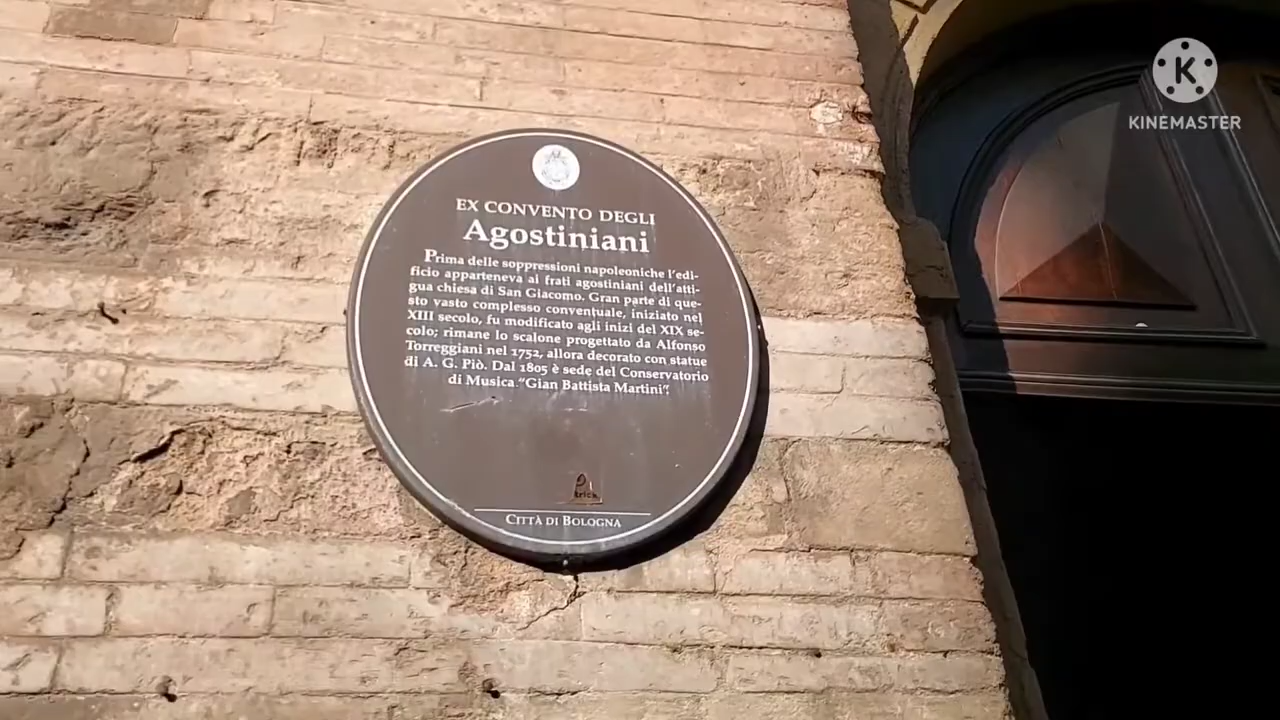 KINEMASTER
EX CONVENTO DEGLI
Agostiniani
Prima delle soppressioni napoleoniche l'edi-
ficio apparteneva ai frati agostiniani dell'atti-
gua chiesa di San Giacomo. Gran parte di que-
sto vasto complesso conventuale, iniziato nel
XIII secolo, fu modificato agli inizi del XIX se-
colo; rimane lo scalone progettato da Alfonso
Torreggiani nel 1752, allora decorato con statue
di A. G. Piò. Dal 1805 è sede del Conservatorio
di Musica "Gian Battista Martini".
CITTÀ DI BOLOGNA